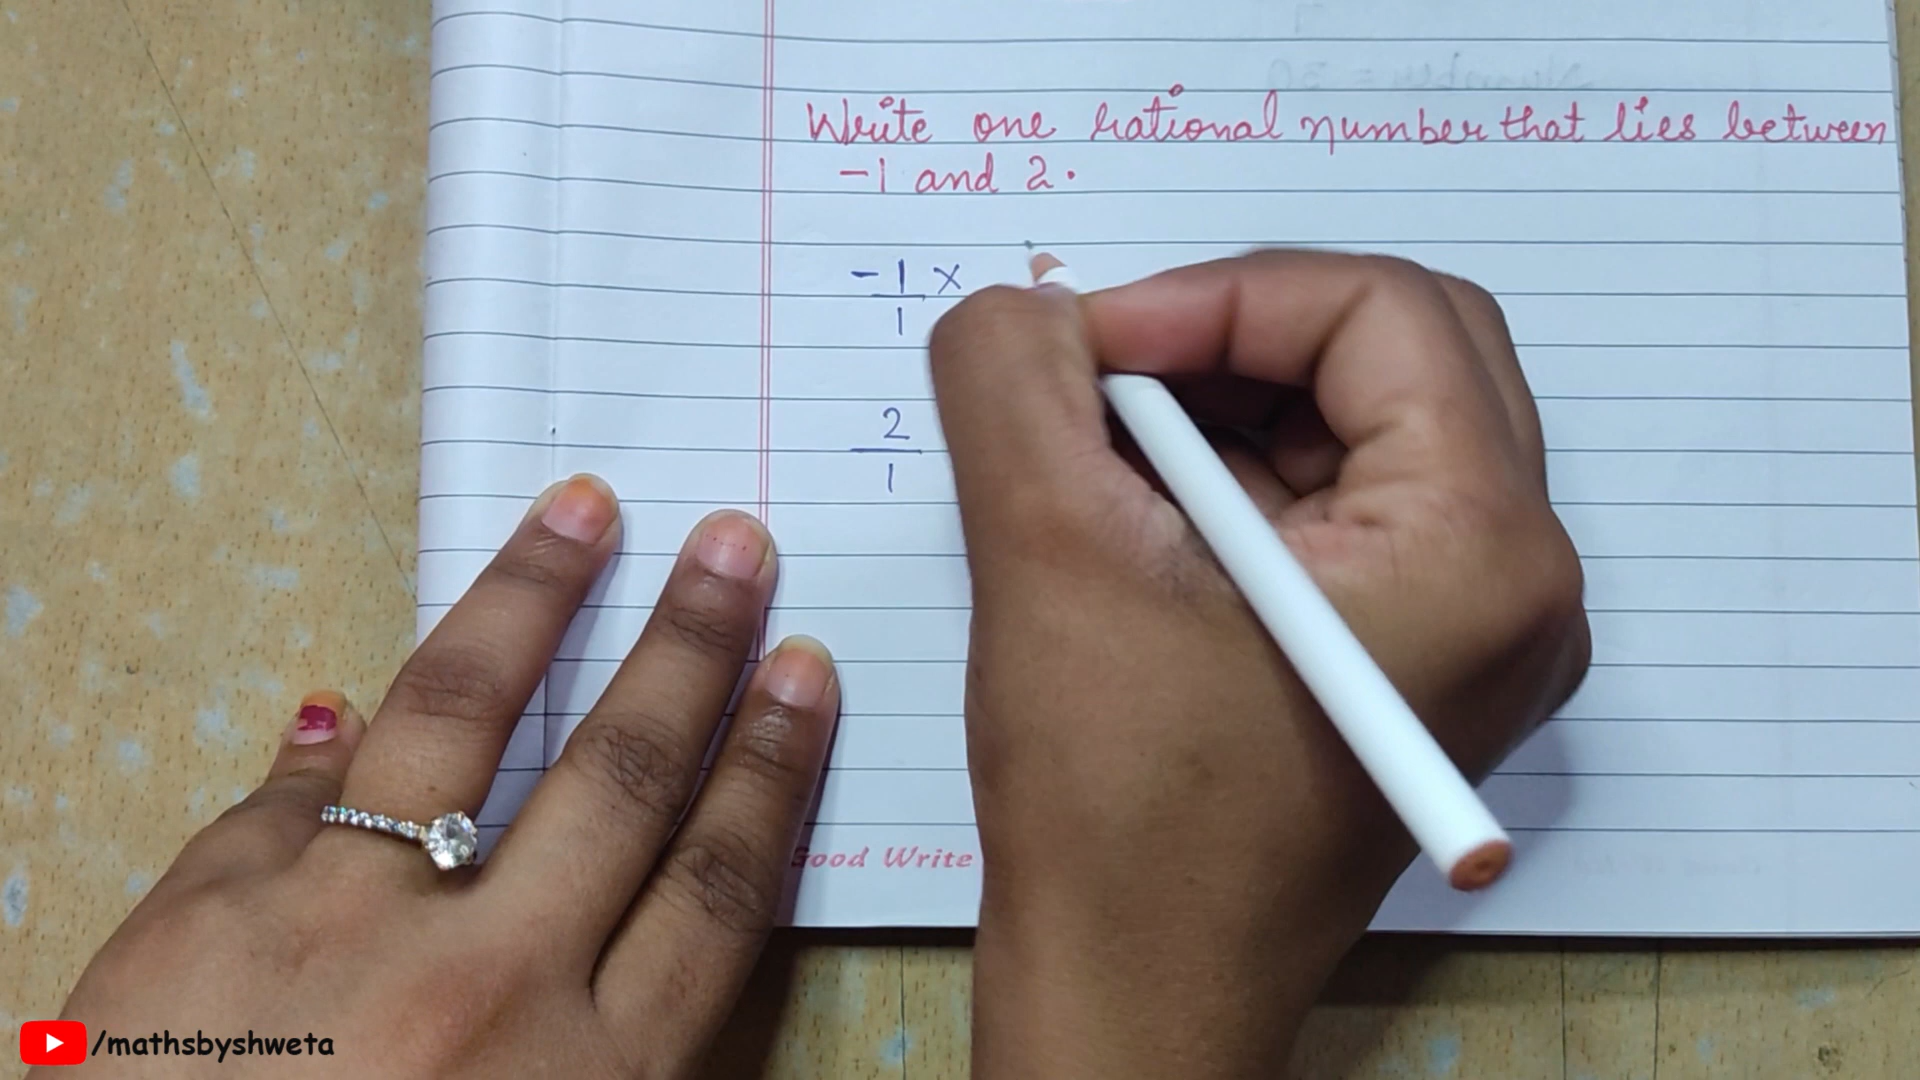 Write one rational number that lies between
-1 and 2.
-1 ×
1
2
1
Good Write
/mathsbyshweta